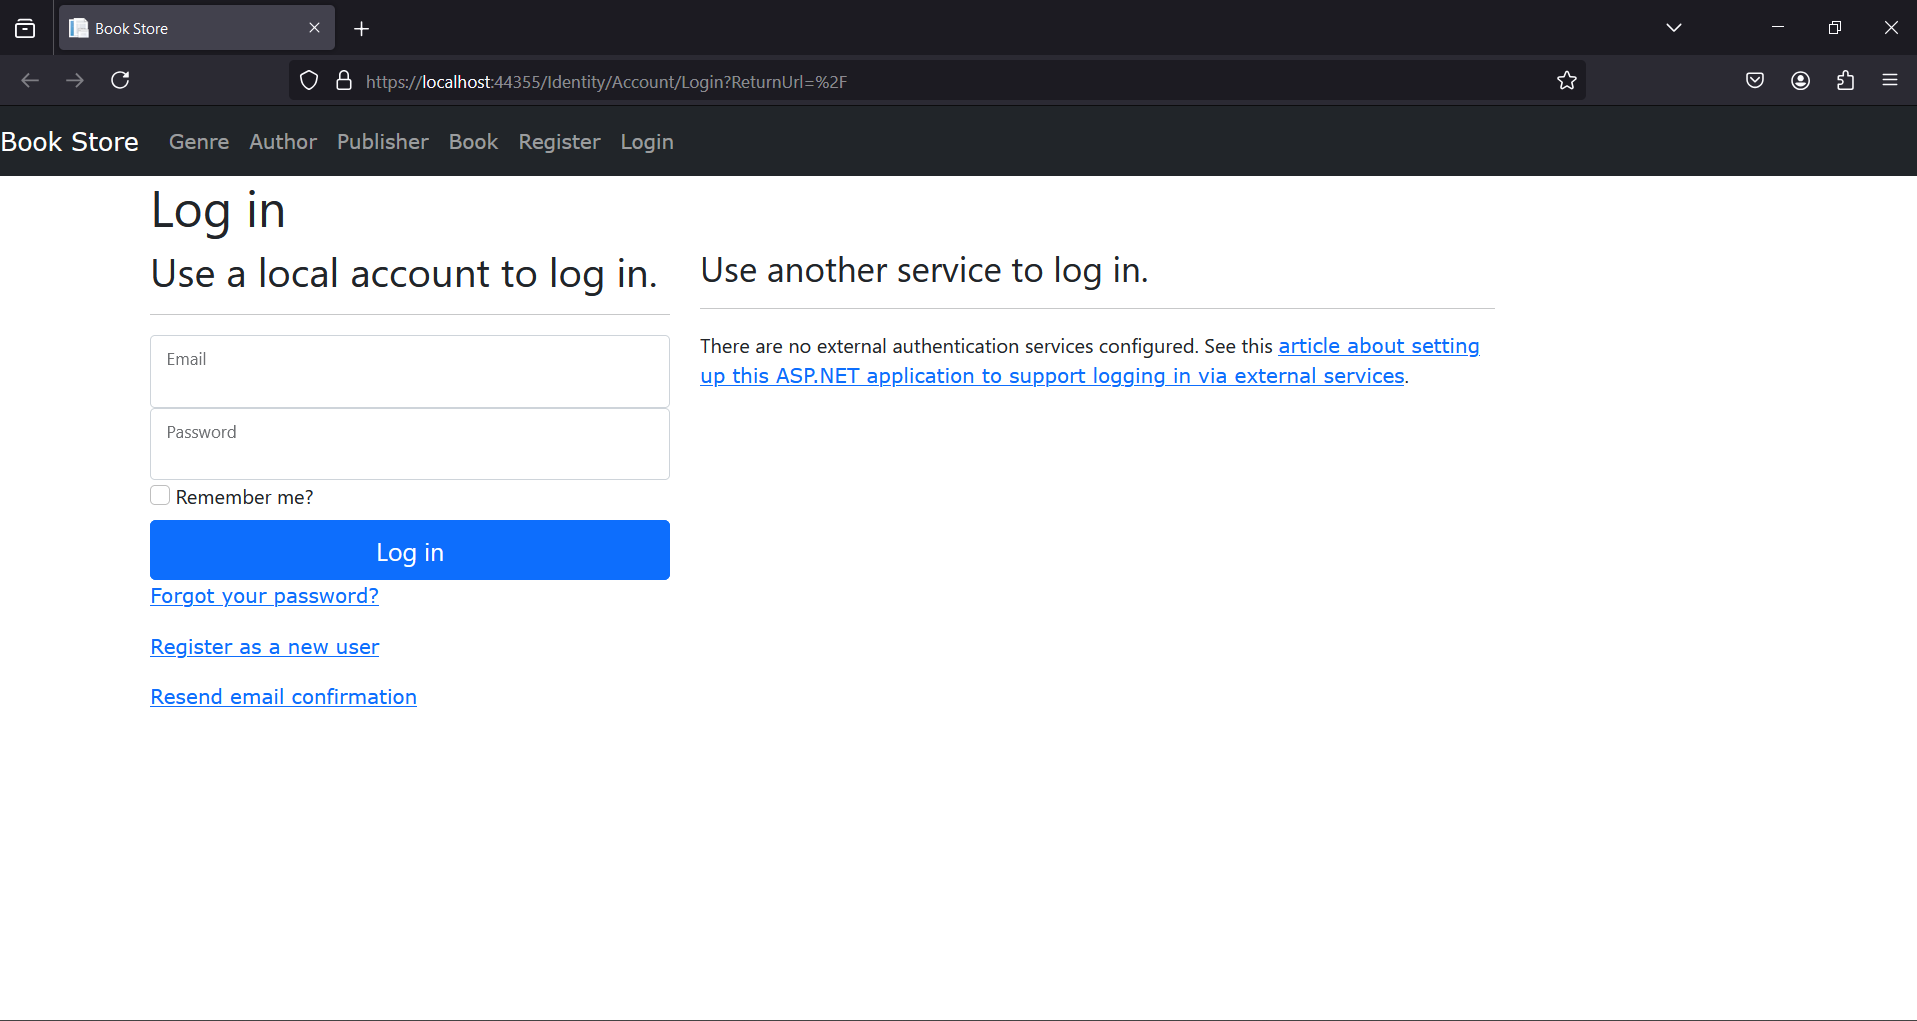 Book Store
https://localhost:44355/Identity/Account/Login?ReturnUrl=%2F
Book Store Genre Author Publisher Book Register Login
Log in
Use a local account to log in.
Email
Password
Remember me?
Log in
Forgot your password?
Register as a new user
Resend email confirmation
Use another service to log in.
There are no external authentication services configured. See this article about setting
up this ASP.NET application to support logging in via external services.